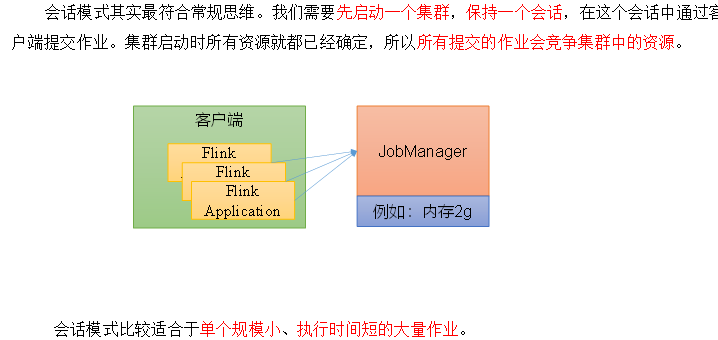 会话模式其实最符合常规思维。我们需要先启动一个集群，保持一个会话，在这个会话中通过客
户端提交作业。集群启动时所有资源就都已经确定，所以所有提交的作业会竞争集群中的资源。
客户端
Flink
Flink
Flink
Application
JobManager
例如：内存2g
会话模式比较适合于单个规模小、执行时间短的大量作业。